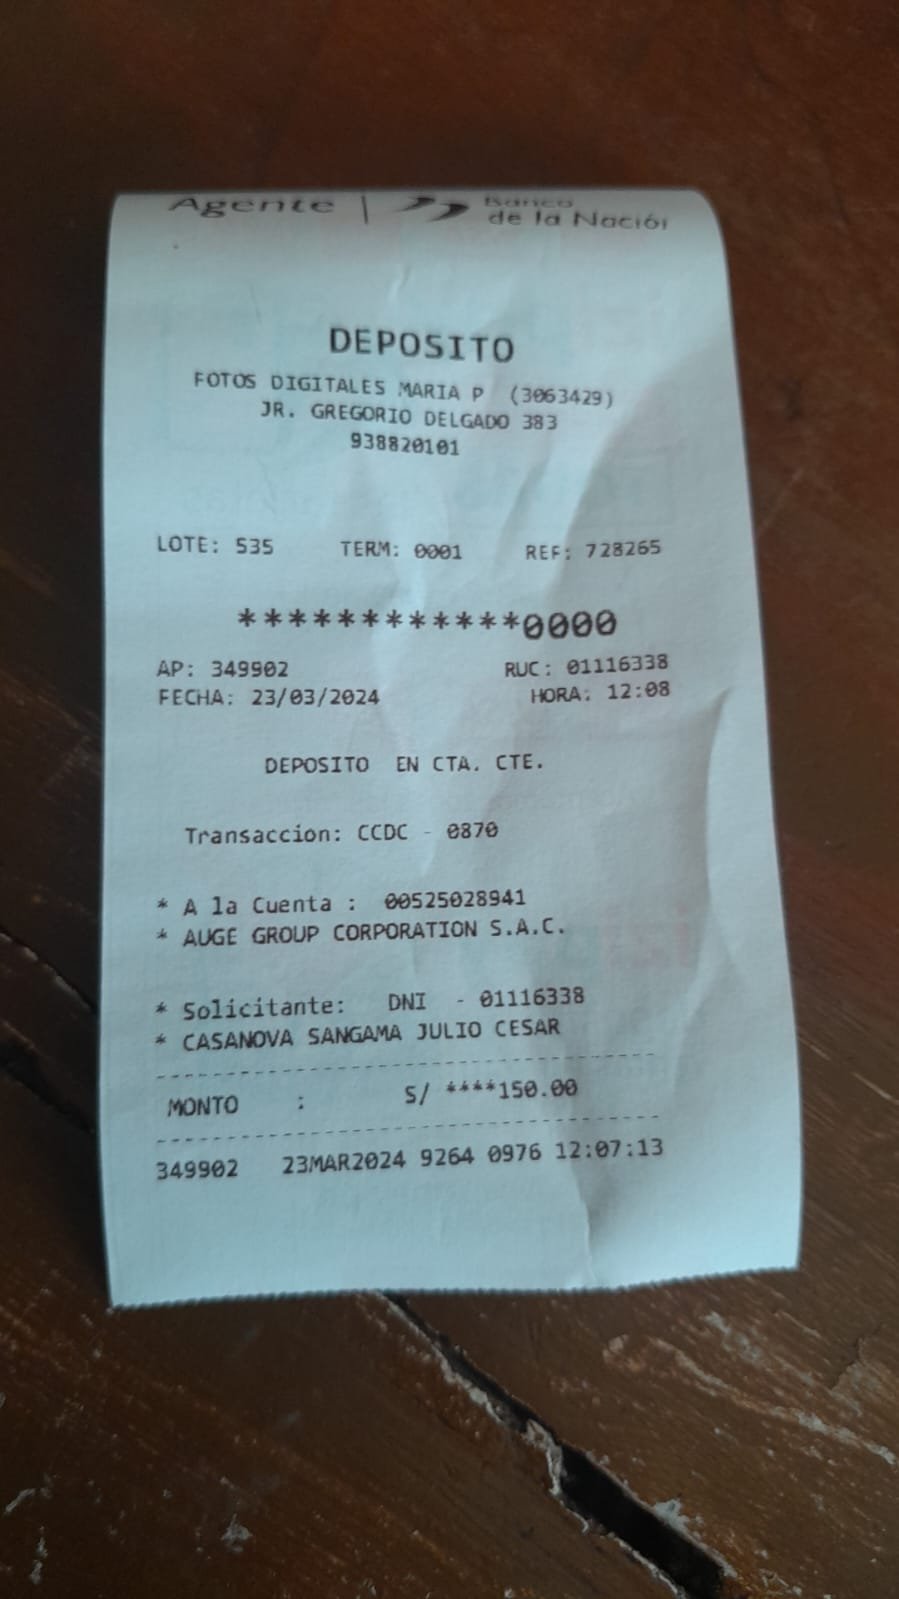 Agente | Banco
de la Nación
DEPOSITO
FOTOS DIGITALES MARIA P (3063429)
JR. GREGORIO DELGADO 383
938820101
LOTE: 535 TERM: 0001 REF: 728265
************0000
AP: 349902 RUC: 01116338
FECHA: 23/03/2024 HORA: 12:08
DEPOSITO EN CTA. CTE.
Transaccion: CCDC - 0870
* A la Cuenta : 00525028941
* AUGE GROUP CORPORATION S.A.C.
* Solicitante: DNI - 01116338
* CASANOVA SANGAMA JULIO CESAR
MONTO : S/ ****150.00
349902 23MAR2024 9264 0976 12:07:13